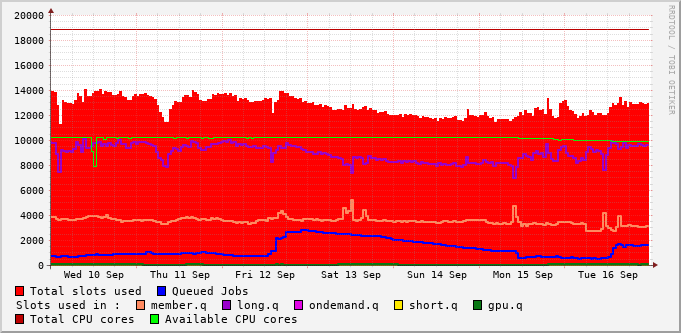 RRDTOOL / TOBI OETIKER
20000
18000
16000
14000
12000
10000
8000
6000
4000
2000
0
Wed 10 Sep Thu 11 Sep Fri 12 Sep Sat 13 Sep Sun 14 Sep Mon 15 Sep Tue 16 Sep
Total slots used Queued Jobs
Slots used in : member.q long.q ondemand.q short.q gpu.q
Total CPU cores Available CPU cores